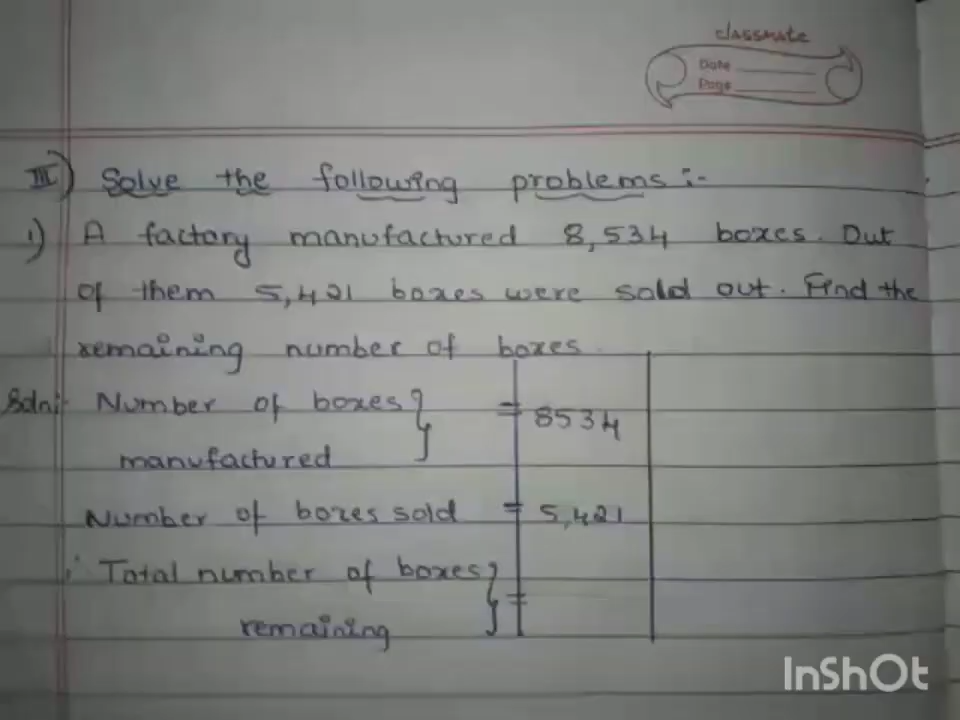 classmate
Date
Page
III) Solve the following problems :-
1) A factory manufactured 8,534 boxes. Out
of them 5,421 boxes were sold out. Find the
remaining number of boxes.
Soln:- Number of boxes } = 8534
manufactured
Number of boxes sold = 5,421
∴ Total number of boxes } =
remaining
InShOt